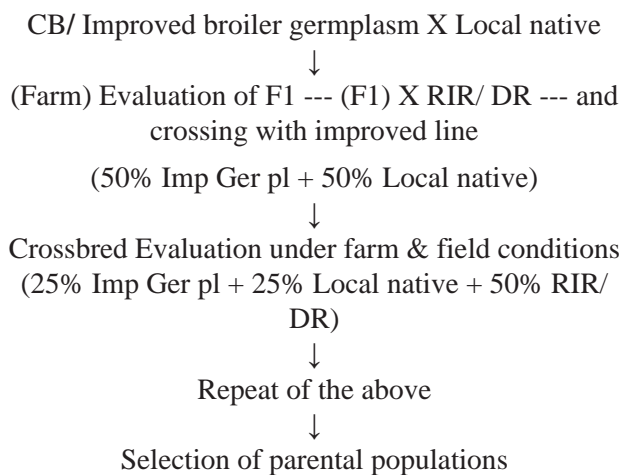 CB/ Improved broiler germplasm X Local native
↓
(Farm) Evaluation of F1 --- (F1) X RIR/ DR --- and
crossing with improved line
(50% Imp Ger pl + 50% Local native)
↓
Crossbred Evaluation under farm & field conditions
(25% Imp Ger pl + 25% Local native + 50% RIR/
DR)
↓
Repeat of the above
↓
Selection of parental populations